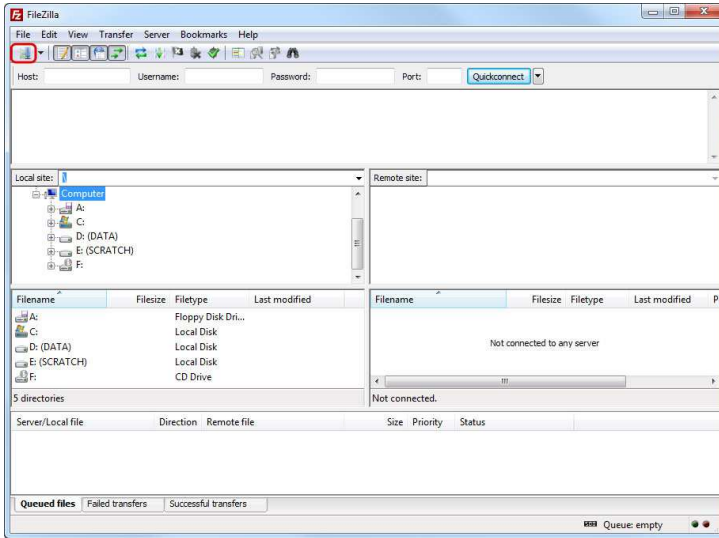 FileZilla
File Edit View Transfer Server Bookmarks Help
Host: Username: Password: Port: Quickconnect
Local site: \ Remote site:
Computer
A:
C:
D: (DATA)
E: (SCRATCH)
F:
Filename Filesize Filetype Last modified Filename Filesize Filetype Last modified P
A: Floppy Disk Dri...
C: Local Disk
D: (DATA) Local Disk
E: (SCRATCH) Local Disk
F: CD Drive
Not connected to any server
5 directories Not connected.
Server/Local file Direction Remote file Size Priority Status
Queued files Failed transfers Successful transfers
Queue: empty